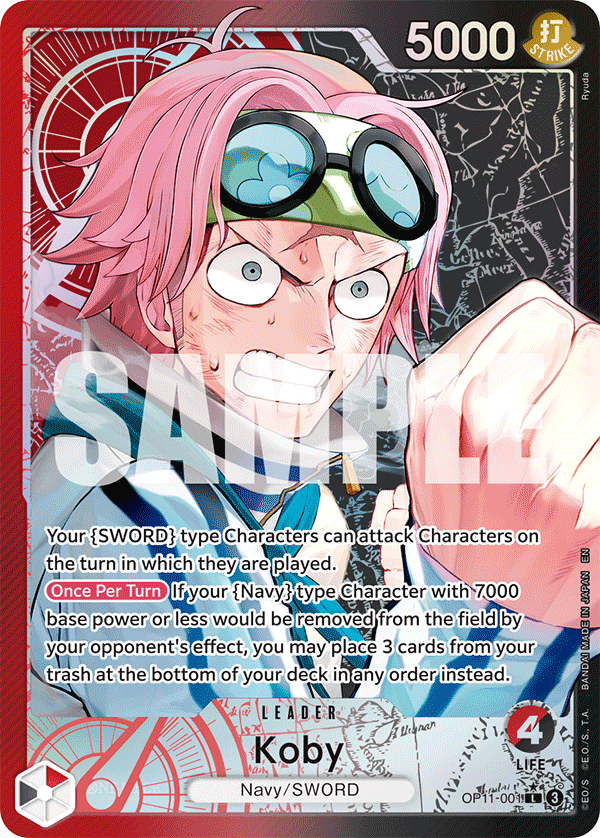 5000
打
STRIKE
Ryuda
SAMPLE
Your {SWORD} type Characters can attack Characters on
the turn in which they are played.
Once Per Turn If your {Navy} type Character with 7000
base power or less would be removed from the field by
your opponent's effect, you may place 3 cards from your
trash at the bottom of your deck in any order instead.
LEADER
Koby
Navy/SWORD
4
LIFE
OP11-001 L 3
©E.O/S ©E.O./S., T.A. BANDAI MADE IN JAPAN EN